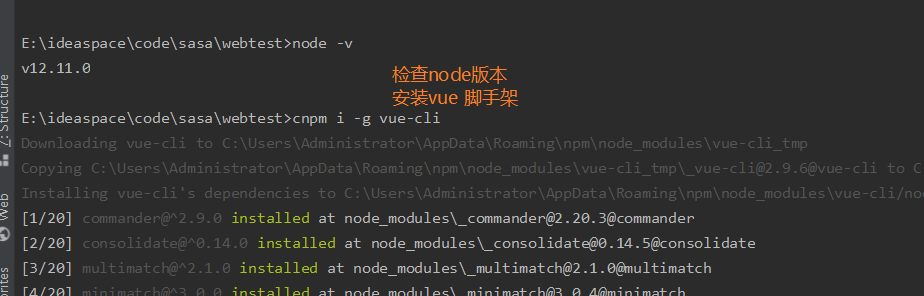 E:\ideaspace\code\sasa\webtest>node -v
v12.11.0
检查node版本
安装vue 脚手架
E:\ideaspace\code\sasa\webtest>cnpm i -g vue-cli
Downloading vue-cli to C:\Users\Administrator\AppData\Roaming\npm\node_modules\vue-cli_tmp
Copying C:\Users\Administrator\AppData\Roaming\npm\node_modules\vue-cli_tmp\_vue-cli@2.9.6@vue-cli to C
Installing vue-cli's dependencies to C:\Users\Administrator\AppData\Roaming\npm\node_modules\vue-cli/no
[1/20] commander@^2.9.0 installed at node_modules\_commander@2.20.3@commander
[2/20] consolidate@^0.14.0 installed at node_modules\_consolidate@0.14.5@consolidate
[3/20] multimatch@^2.1.0 installed at node_modules\_multimatch@2.1.0@multimatch
[4/20] minimatch@^3.0.0 installed at node_modules\_minimatch@3.0.4@minimatch
7: Structure
Web